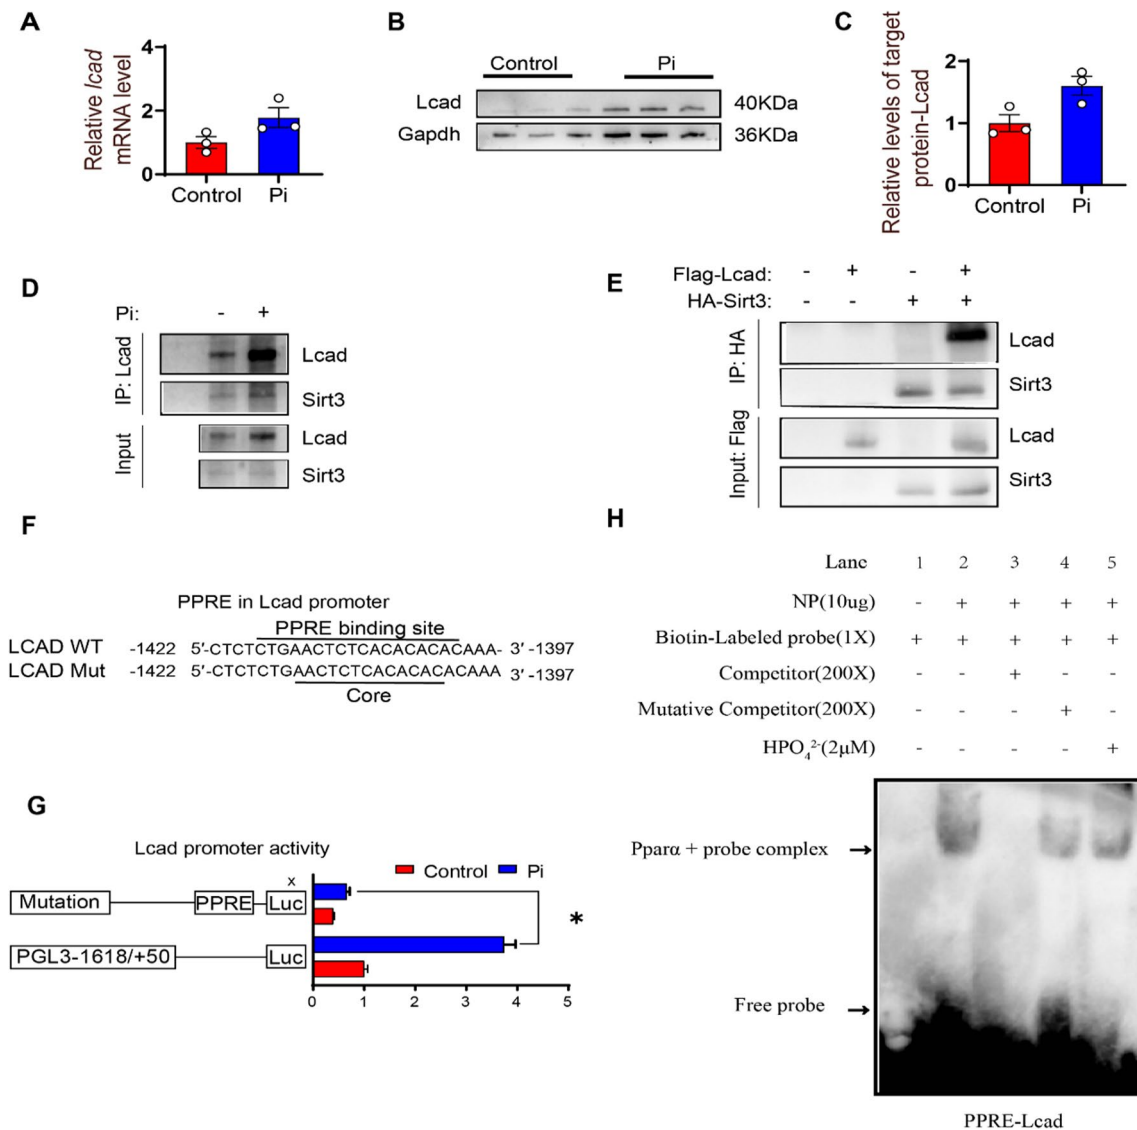 A
Relative lcad
mRNA level
4
2
0
Control
Pi
B
Control
Pi
Lcad
40KDa
Gapdh
36KDa
C
Relative levels of target
protein-Lcad
2
1
0
Control
Pi
D
Pi:
-
+
IP: Lcad
Lcad
Sirt3
Input
Lcad
Sirt3
E
Flag-Lcad:
-
+
-
+
HA-Sirt3:
-
-
+
+
IP: HA
Lcad
Sirt3
Input: Flag
Lcad
Sirt3
F
PPRE in Lcad promoter
PPRE binding site
LCAD WT -1422 5′-CTCTCTGAACTCTCACACACACAAA- 3′ -1397
LCAD Mut -1422 5′-CTCTCTGAACTCTCACACACACAAA 3′ -1397
Core
G
Lcad promoter activity
Control Pi
x
Mutation PPRE Luc
*
PGL3-1618/+50 Luc
0 1 2 3 4 5
H
Lane 1 2 3 4 5
NP(10ug) - + + + +
Biotin-Labeled probe(1X) + + + + +
Competitor(200X) - - + - -
Mutative Competitor(200X) - - - + -
HPO₄²⁻(2μM) - - - - +
Pparα + probe complex →
Free probe →
PPRE-Lcad